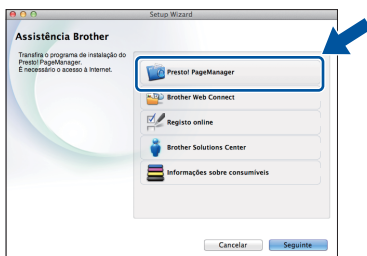 Setup Wizard
Assistência Brother
Transfira o programa de instalação do
Presto! PageManager.
É necessário o acesso à Internet.
Presto! PageManager
Brother Web Connect
Registo online
Brother Solutions Center
Informações sobre consumíveis
Cancelar
Seguinte